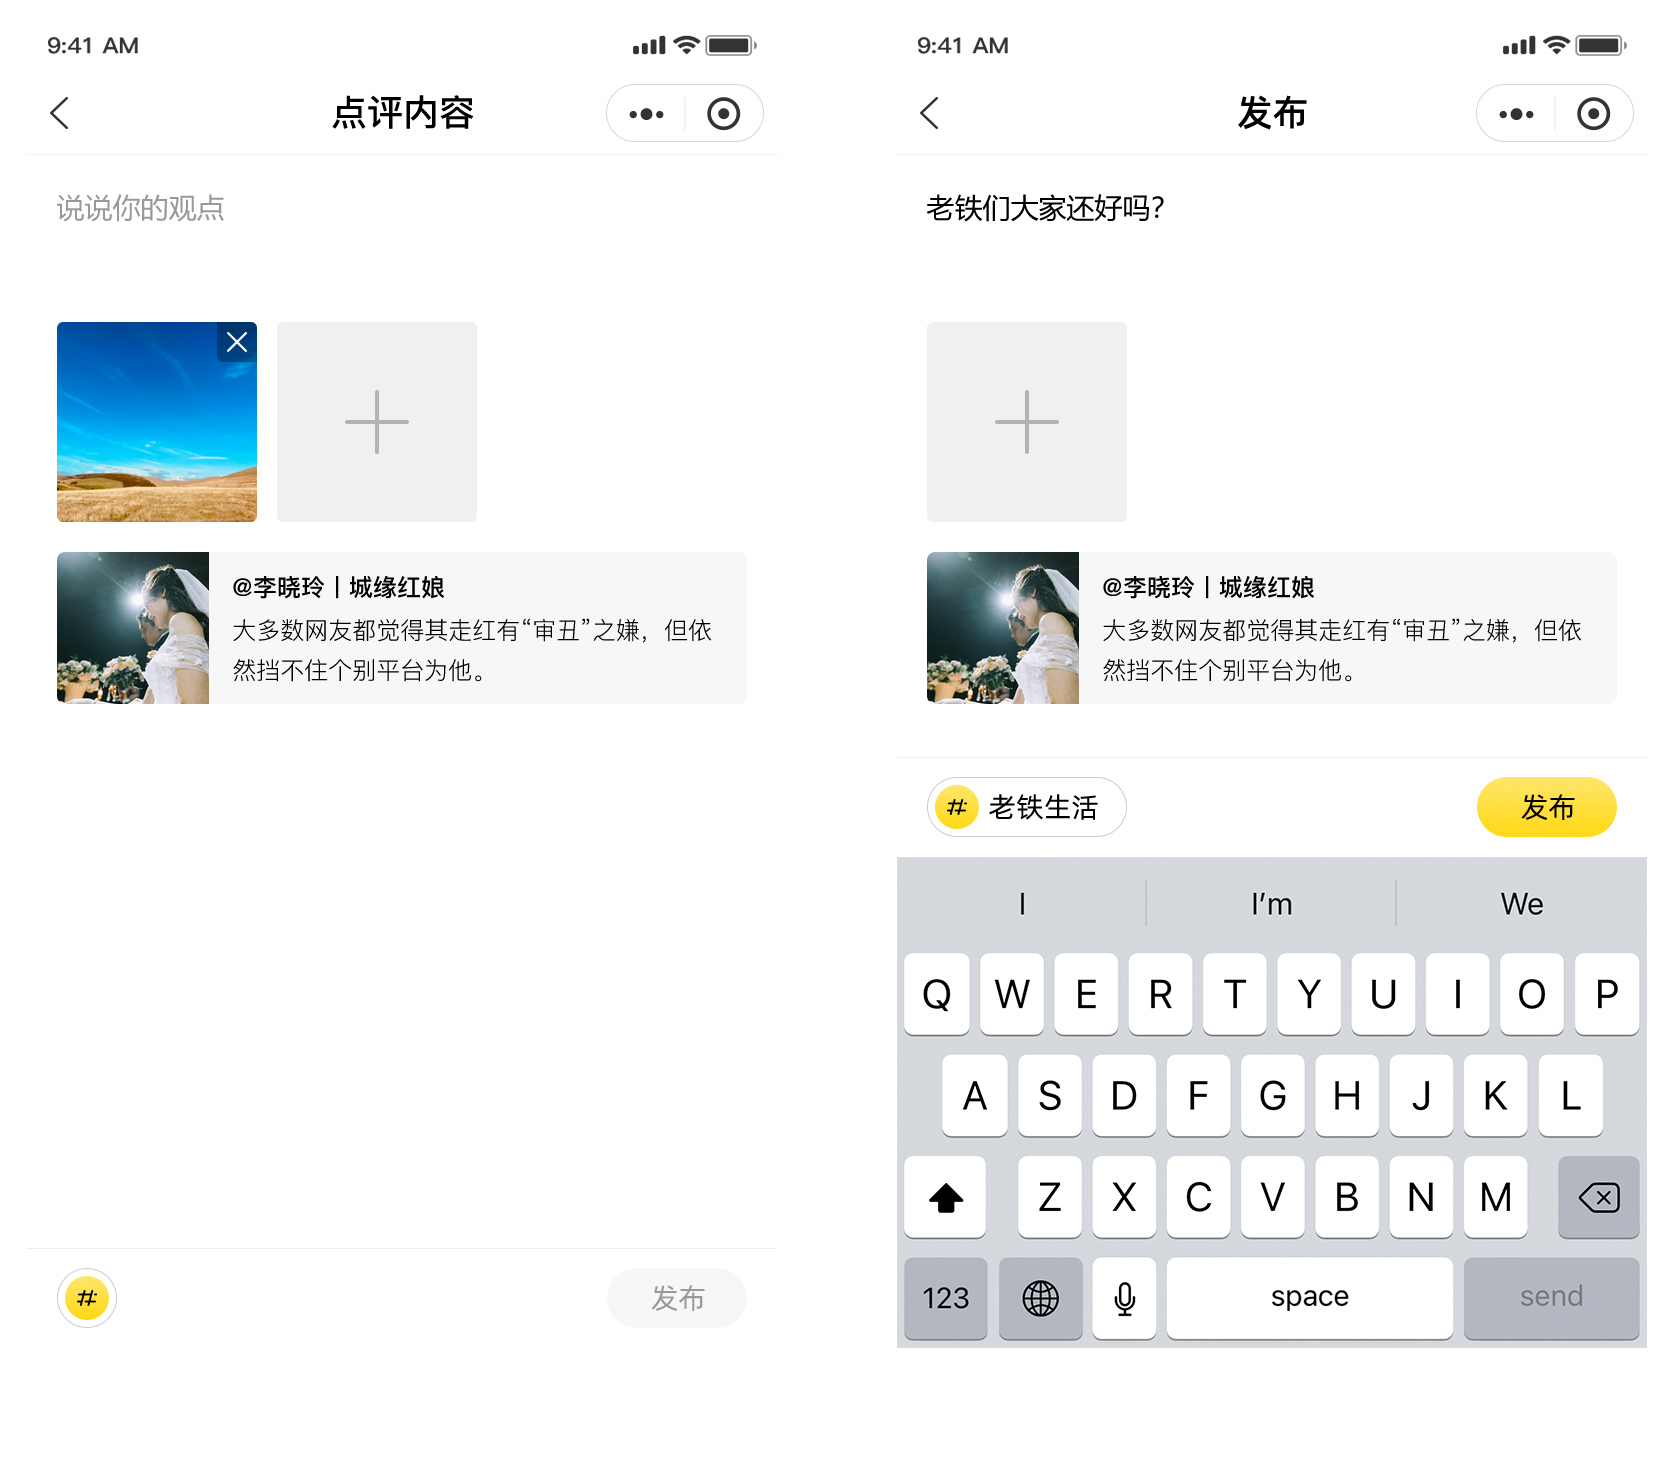 9:41 AM
点评内容
说说你的观点
@李晓玲丨城缘红娘
大多数网友都觉得其走红有“审丑”之嫌，但依
然挡不住个别平台为他。
#
发布
9:41 AM
发布
老铁们大家还好吗？
@李晓玲丨城缘红娘
大多数网友都觉得其走红有“审丑”之嫌，但依
然挡不住个别平台为他。
# 老铁生活
发布
I I’m We
Q W E R T Y U I O P
A S D F G H J K L
Z X C V B N M
123 space send